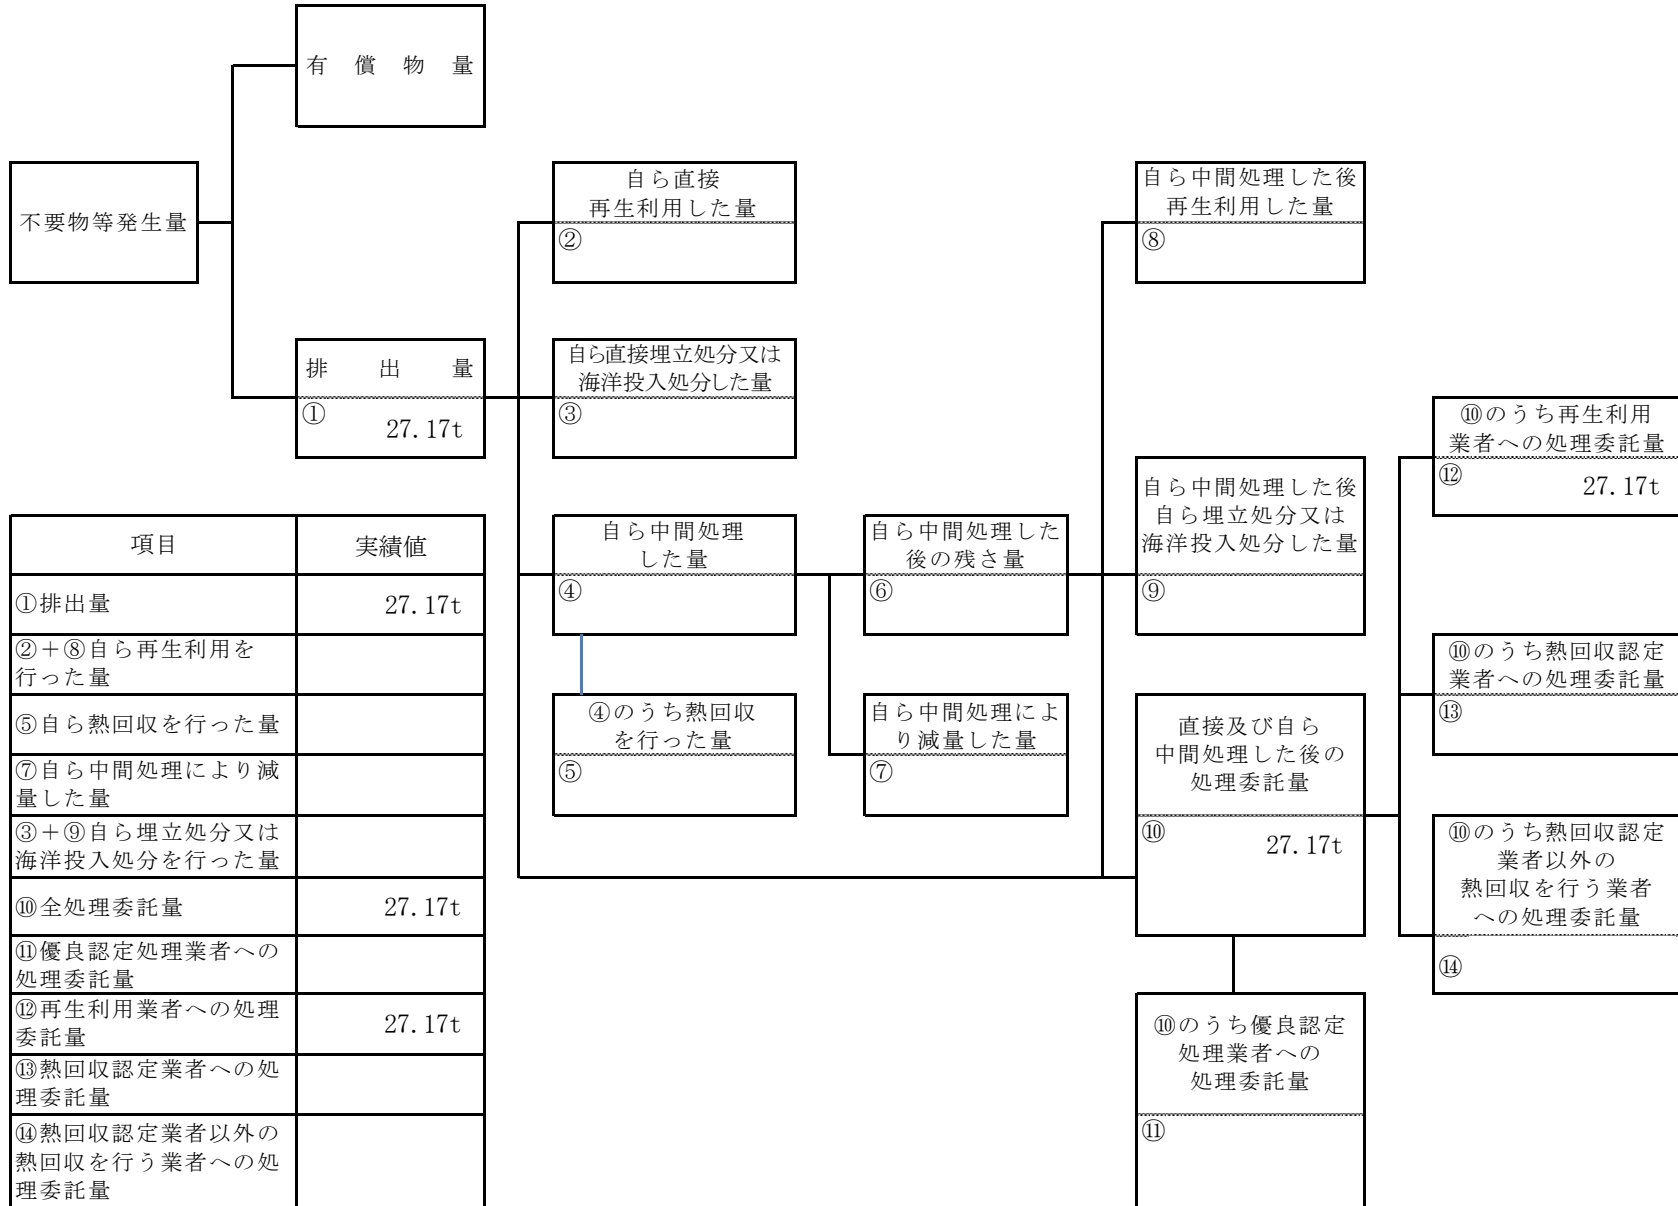 有償物量
不要物等発生量
排出量
①
27.17t
自ら直接
再生利用した量
②
自ら直接埋立処分又は
海洋投入処分した量
③
自ら中間処理
した量
④
④のうち熱回収
を行った量
⑤
自ら中間処理した
後の残さ量
⑥
自ら中間処理によ
り減量した量
⑦
自ら中間処理した後
再生利用した量
⑧
自ら中間処理した後
自ら埋立処分又は
海洋投入処分した量
⑨
直接及び自ら
中間処理した後の
処理委託量
⑩
27.17t
⑩のうち優良認定
処理業者への
処理委託量
⑪
⑩のうち再生利用
業者への処理委託量
⑫
27.17t
⑩のうち熱回収認定
業者への処理委託量
⑬
⑩のうち熱回収認定
業者以外の
熱回収を行う業者
への処理委託量
⑭
項目 実績値
①排出量 27.17t
②+⑧自ら再生利用を
行った量
⑤自ら熱回収を行った量
⑦自ら中間処理により減
量した量
③+⑨自ら埋立処分又は
海洋投入処分を行った量
⑩全処理委託量 27.17t
⑪優良認定処理業者への
処理委託量
⑫再生利用業者への処理
委託量 27.17t
⑬熱回収認定業者への処
理委託量
⑭熱回収認定業者以外の
熱回収を行う業者への処
理委託量